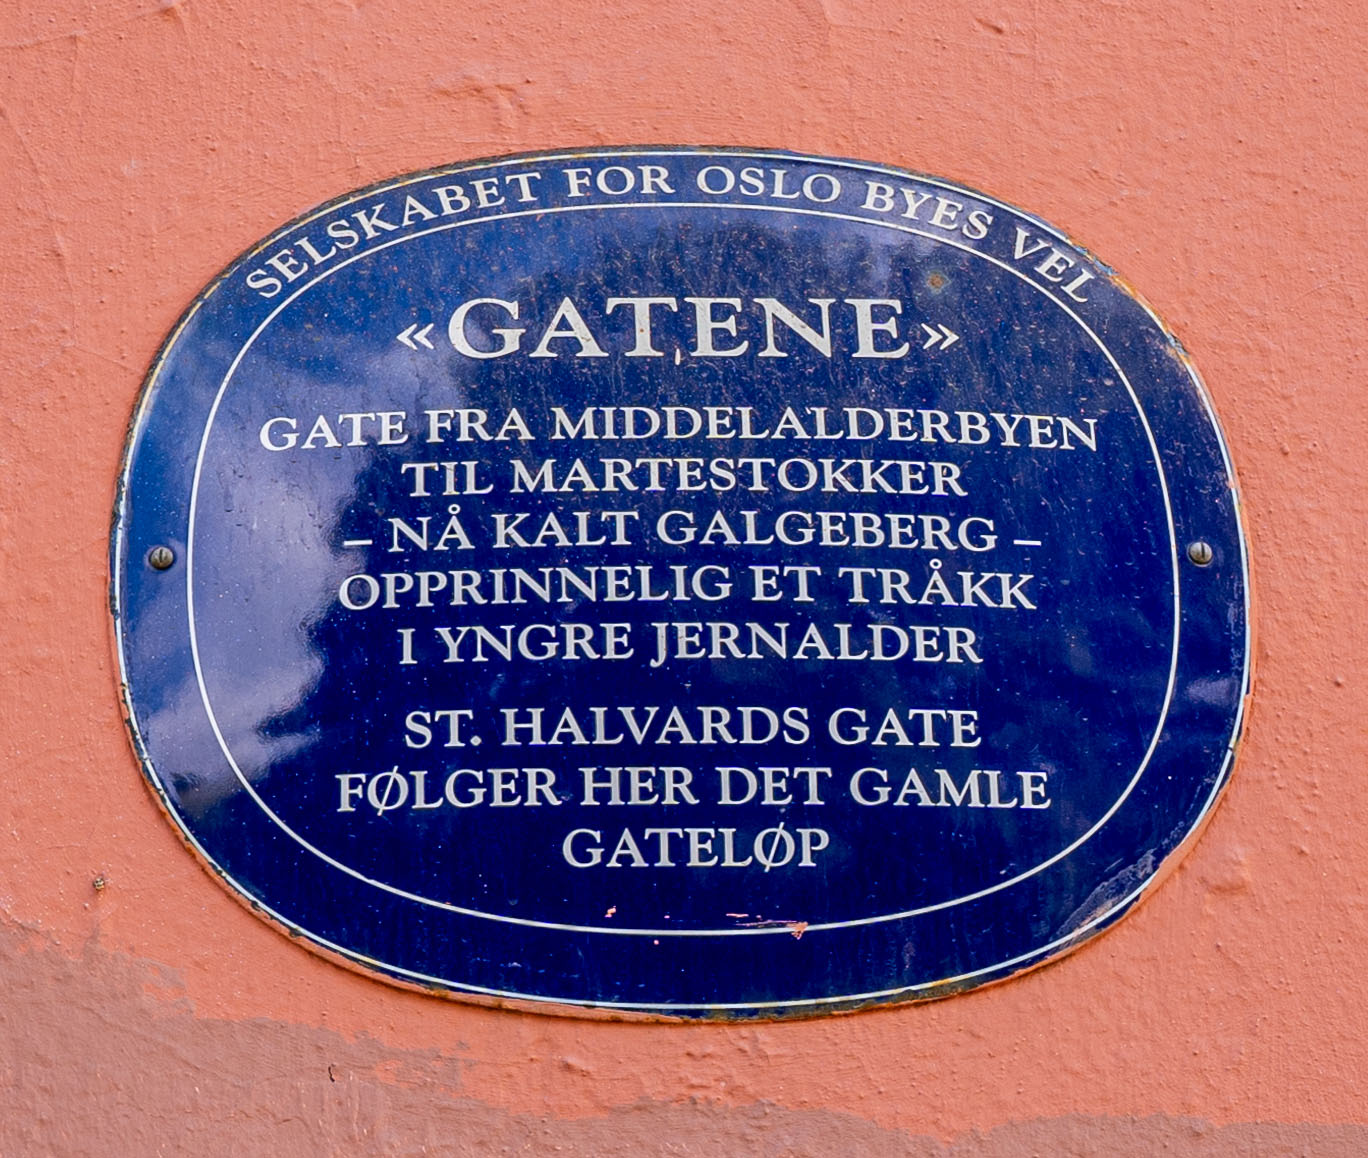 SELSKABET FOR OSLO BYES VEL
«GATENE»
GATE FRA MIDDELALDERBYEN
TIL MARTESTOKKER
– NÅ KALT GALGEBERG –
OPPRINNELIG ET TRÅKK
I YNGRE JERNALDER
ST. HALVARDS GATE
FØLGER HER DET GAMLE
GATELØP